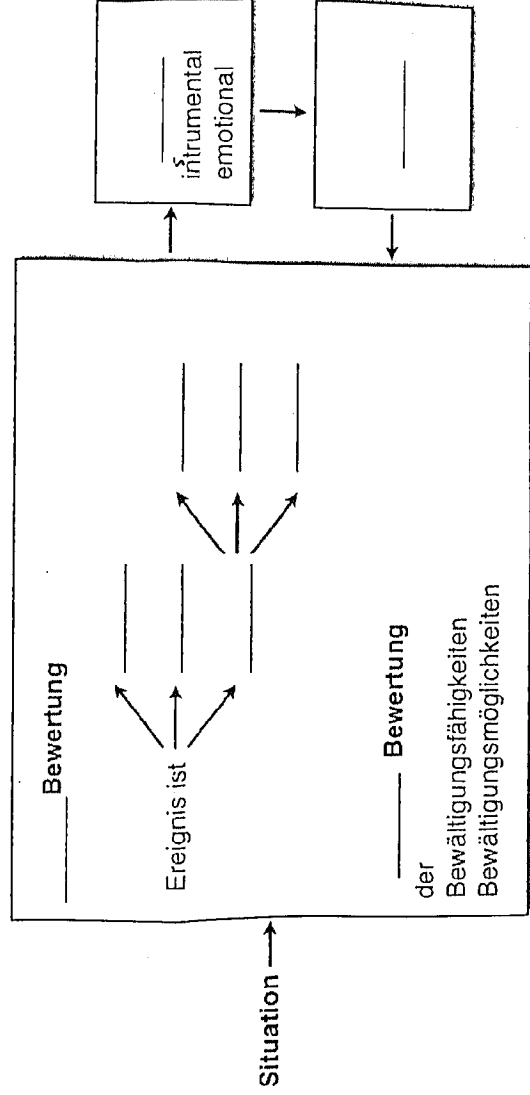 Situation
Bewertung
Ereignis ist
Bewertung
der
Bewältigungsfähigkeiten
Bewältigungsmöglichkeiten
intrumental
s
emotional